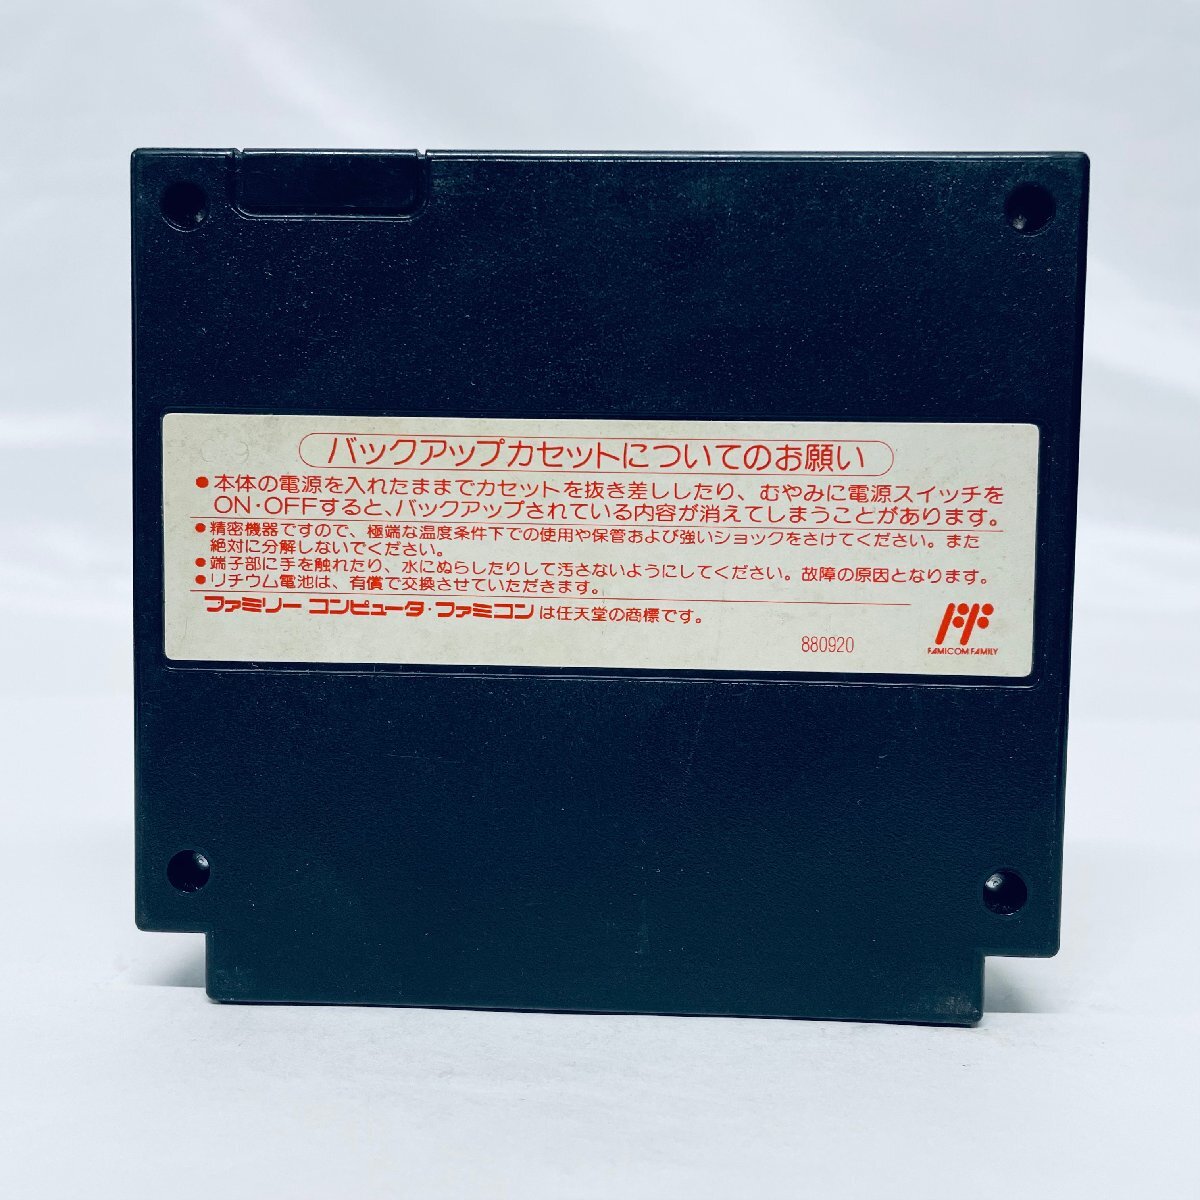 バックアップカセットについてのお願い
●本体の電源を入れたままでカセットを抜き差ししたり、むやみに電源スイッチを
ON・OFFすると、バックアップされている内容が消えてしまうことがあります。
●精密機器ですので、極端な温度条件下での使用や保管および強いショックをさけてください。また
絶対に分解しないでください。
●端子部に手を触れたり、水にぬらしたりして汚さないようにしてください。故障の原因となります。
●リチウム電池は、有償で交換させていただきます。
ファミリー コンピュータ・ファミコン は任天堂の商標です。
880920
FAMICOM FAMILY